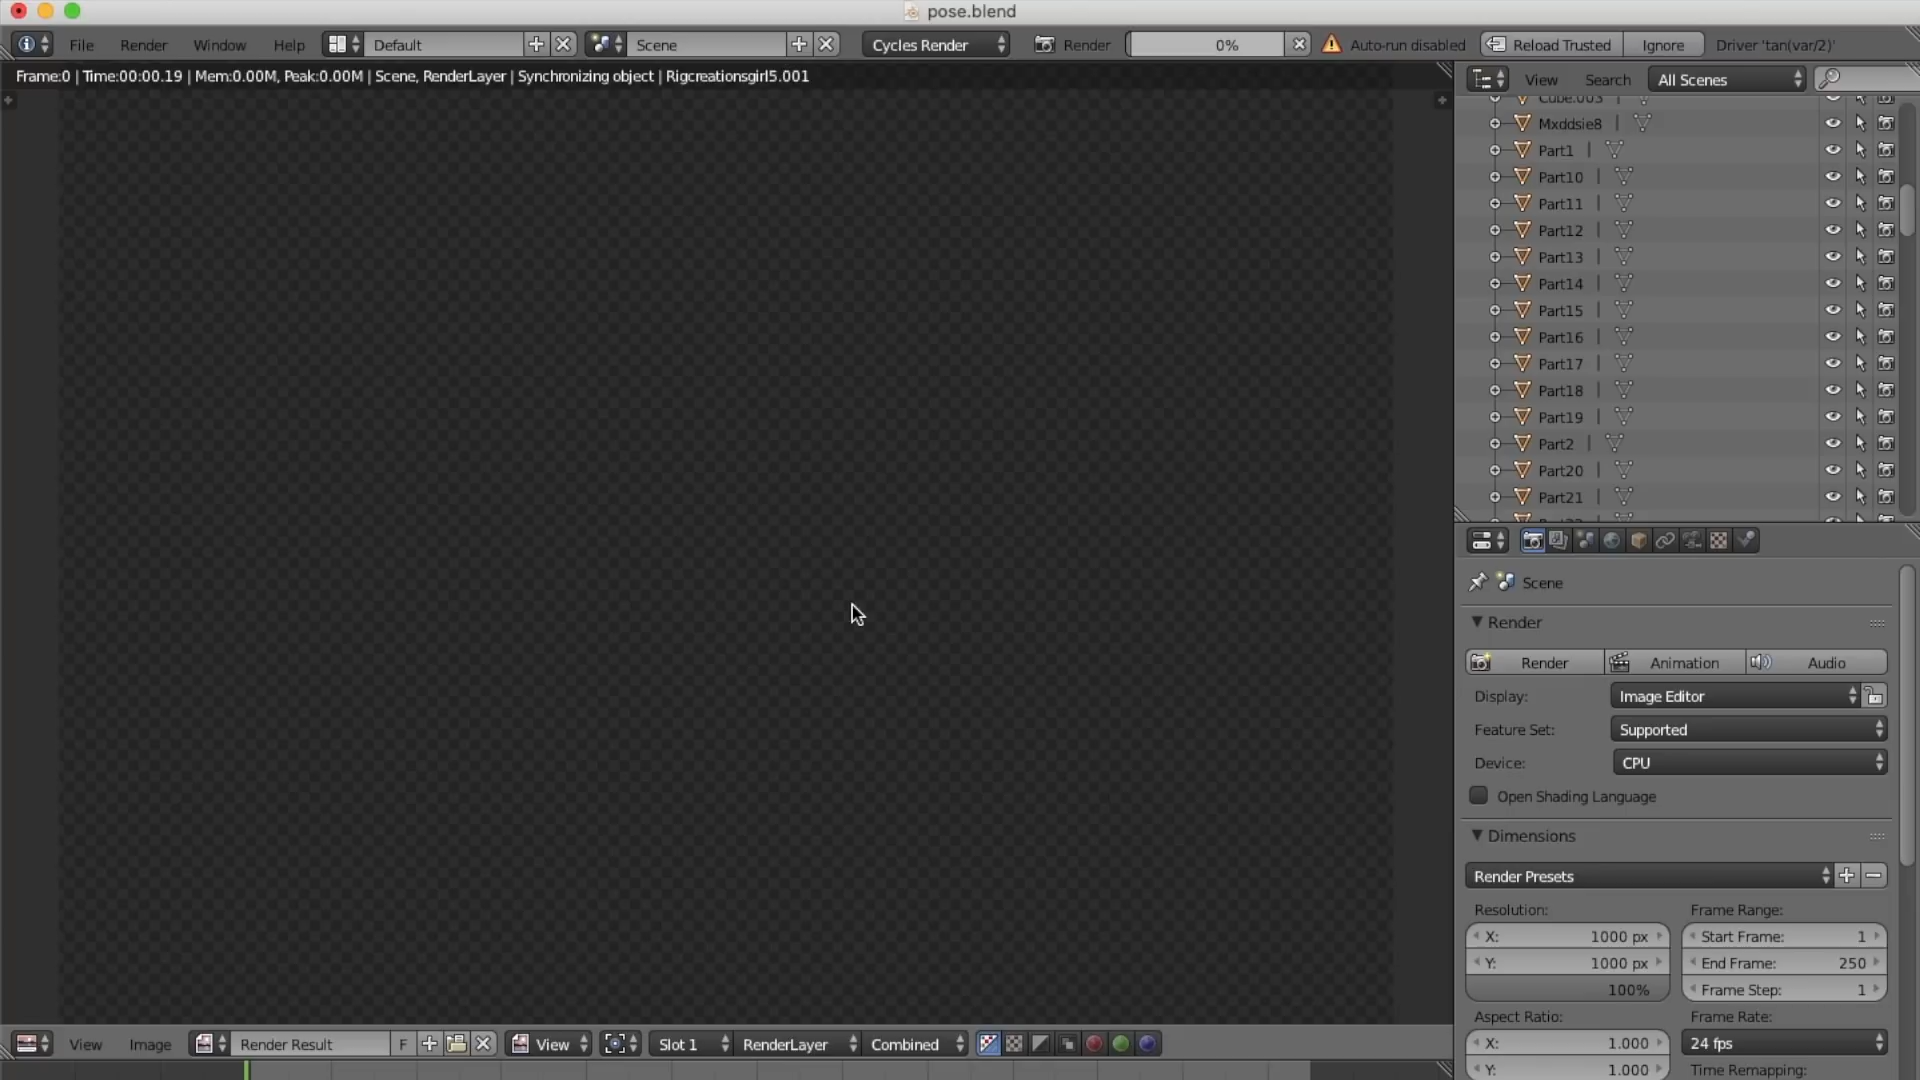 pose.blend
File Render Window Help Default Scene Cycles Render Render 0% Auto-run disabled Reload Trusted Ignore Driver 'tan(var/2)'
Frame:0 | Time:00:00.19 | Mem:0.00M, Peak:0.00M | Scene, RenderLayer | Synchronizing object | Rigcreationsgirl5.001
View Search All Scenes
Cube.003
Mxddsie8
Part1
Part10
Part11
Part12
Part13
Part14
Part15
Part16
Part17
Part18
Part19
Part2
Part20
Part21
Scene
Render
Render Animation Audio
Display: Image Editor
Feature Set: Supported
Device: CPU
Open Shading Language
Dimensions
Render Presets
Resolution: Frame Range:
X: 1000 px Start Frame: 1
Y: 1000 px End Frame: 250
100% Frame Step: 1
Aspect Ratio: Frame Rate:
X: 1.000 24 fps
Y: 1.000 Time Remapping:
View Image Render Result F View Slot 1 RenderLayer Combined